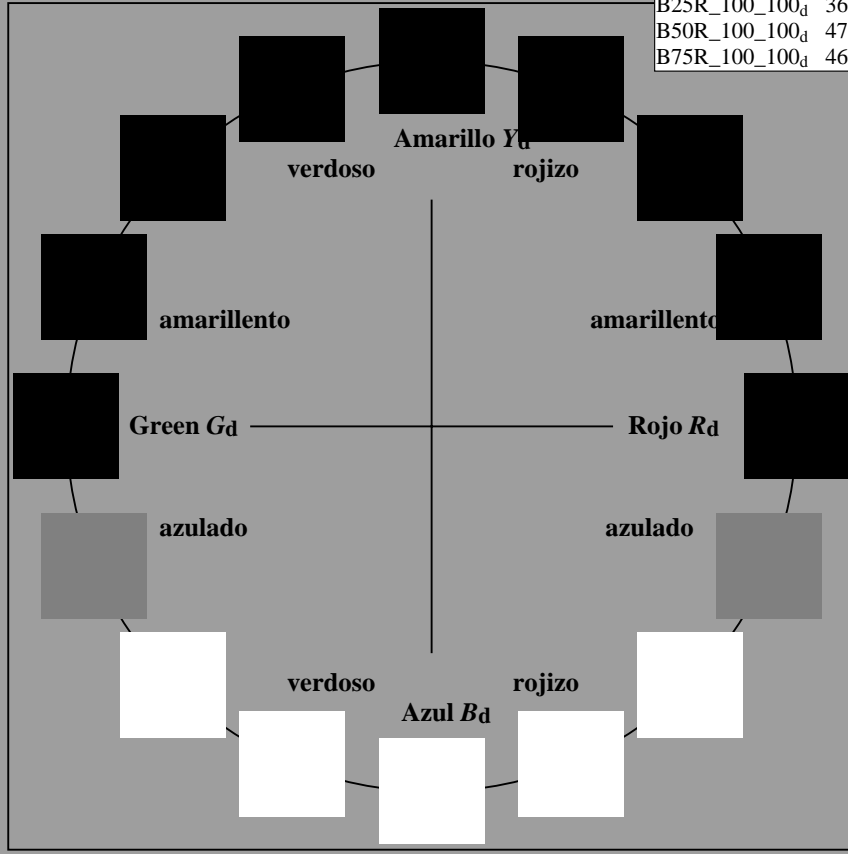 B25R_100_100d 36
B50R_100_100d 47
B75R_100_100d 46
Amarillo Yd
verdoso rojizo
amarillento amarillento
Green Gd Rojo Rd
azulado azulado
verdoso rojizo
Azul Bd